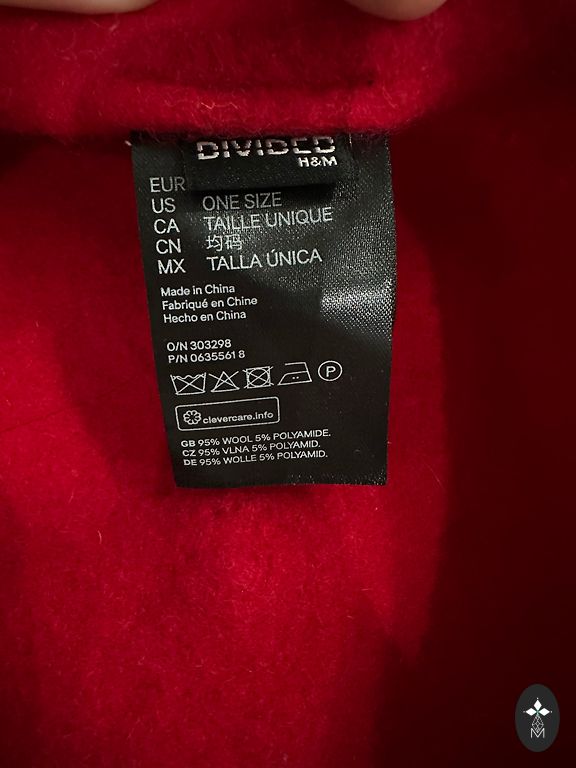 DIVIDED
H&M
EUR
US ONE SIZE
CA TAILLE UNIQUE
CN 均码
MX TALLA ÚNICA
Made in China
Fabriqué en Chine
Hecho en China
O/N 303298
P/N 0635561 8
P
clevercare.info
GB 95% WOOL 5% POLYAMIDE.
CZ 95% VLNA 5% POLYAMID.
DE 95% WOLLE 5% POLYAMID.
M